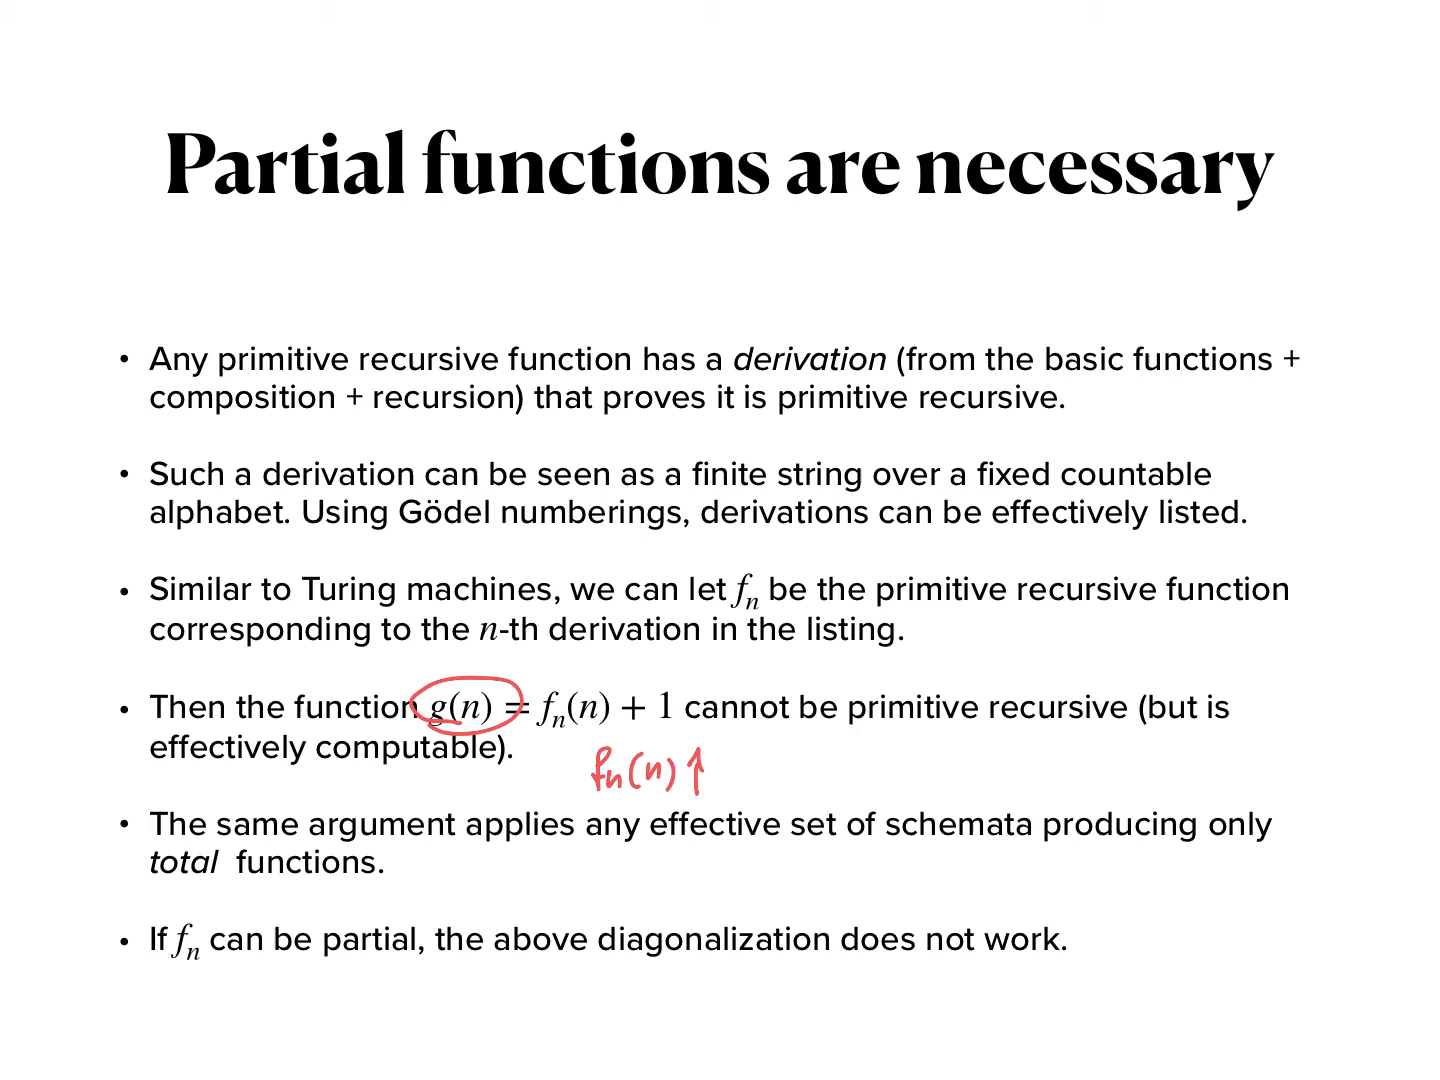 Partial functions are necessary
• Any primitive recursive function has a derivation (from the basic functions +
composition + recursion) that proves it is primitive recursive.
• Such a derivation can be seen as a finite string over a fixed countable
alphabet. Using Gödel numberings, derivations can be effectively listed.
• Similar to Turing machines, we can let fₙ be the primitive recursive function
corresponding to the n-th derivation in the listing.
• Then the function g(n) = fₙ(n) + 1 cannot be primitive recursive (but is
effectively computable).
fₙ(n) ↑
• The same argument applies any effective set of schemata producing only
total functions.
• If fₙ can be partial, the above diagonalization does not work.